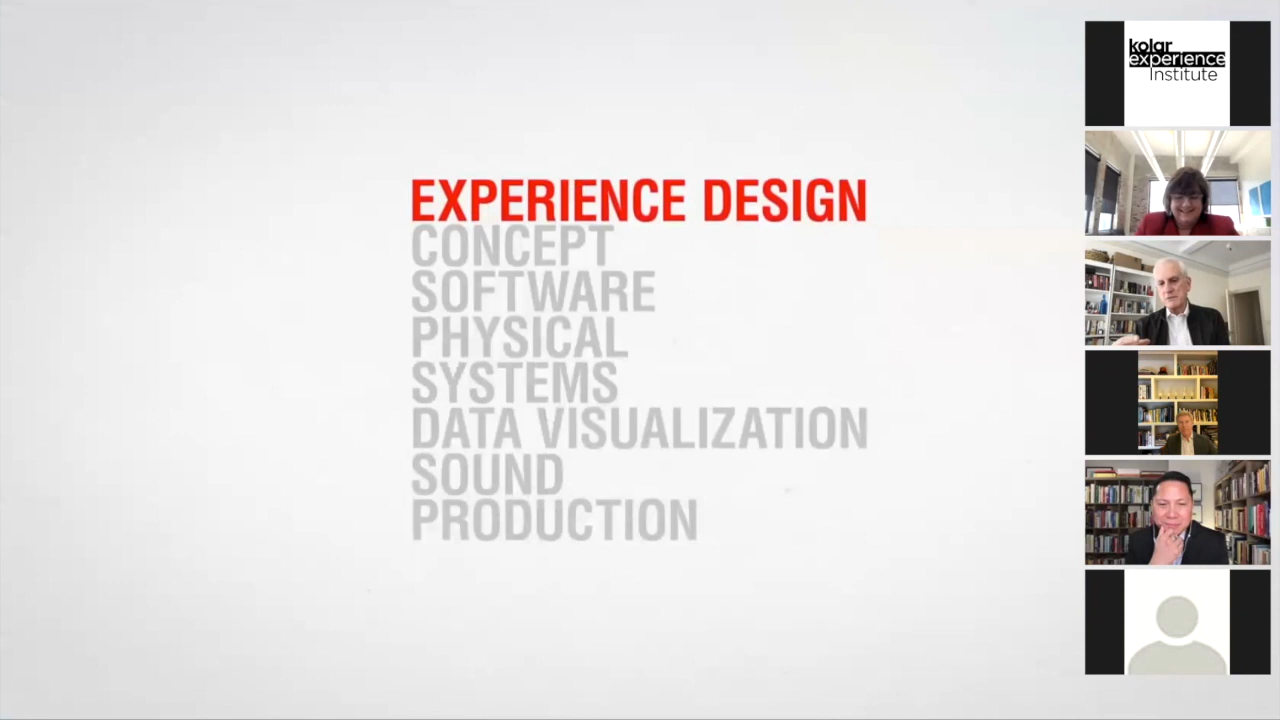 EXPERIENCE DESIGN
CONCEPT
SOFTWARE
PHYSICAL
SYSTEMS
DATA VISUALIZATION
SOUND
PRODUCTION
kolar
experience
Institute